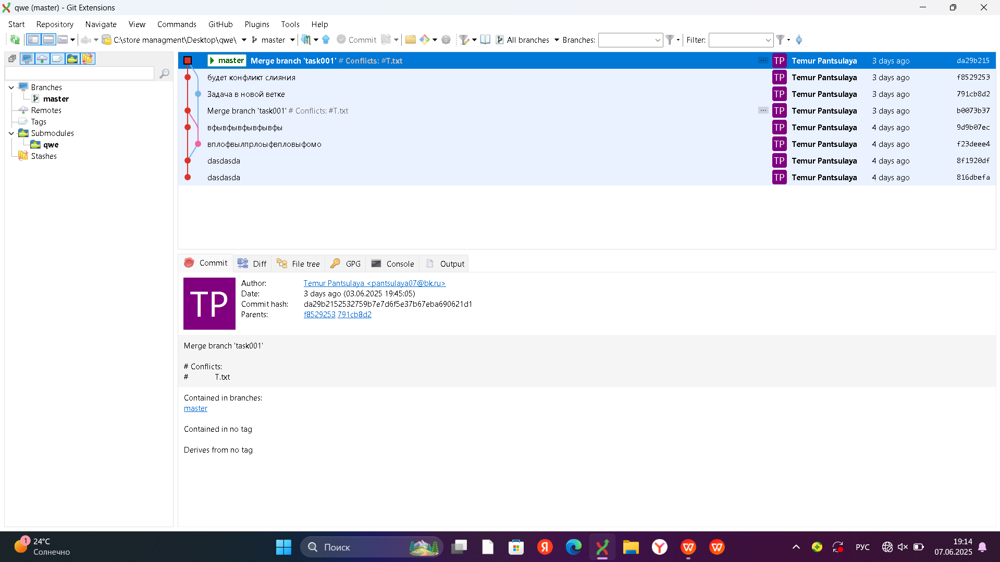 qwe (master) - Git Extensions
Start Repository Navigate View Commands GitHub Plugins Tools Help
C:\store managment\Desktop\qwe\ master Commit All branches Branches: Filter:
master Merge branch 'task001' # Conflicts: #T.txt ... TP Temur Pantsulaya 3 days ago da29b215
будет конфликт слияния TP Temur Pantsulaya 3 days ago f8529253
Задача в новой ветке TP Temur Pantsulaya 3 days ago 791cb8d2
Merge branch 'task001' # Conflicts: #T.txt ... TP Temur Pantsulaya 3 days ago b0073b37
вфывфывфывфывфы TP Temur Pantsulaya 4 days ago 9d9b07ec
вплофвылпрлоыфвпловыфомо TP Temur Pantsulaya 4 days ago f23deee4
dasdasda TP Temur Pantsulaya 4 days ago 8f1920df
dasdasda TP Temur Pantsulaya 4 days ago 816dbefa
Branches
master
Remotes
Tags
Submodules
qwe
Stashes
Commit Diff File tree GPG Console Output
TP
Author: Temur Pantsulaya <pantsulaya07@bk.ru>
Date: 3 days ago (03.06.2025 19:45:05)
Commit hash: da29b2152532759b7e7d6f5e37b67eba690621d1
Parents: f8529253 791cb8d2
Merge branch 'task001'
# Conflicts:
# T.txt
Contained in branches:
master
Contained in no tag
Derives from no tag
1 24°C
Солнечно
Поиск
Я
РУС
19:14
07.06.2025